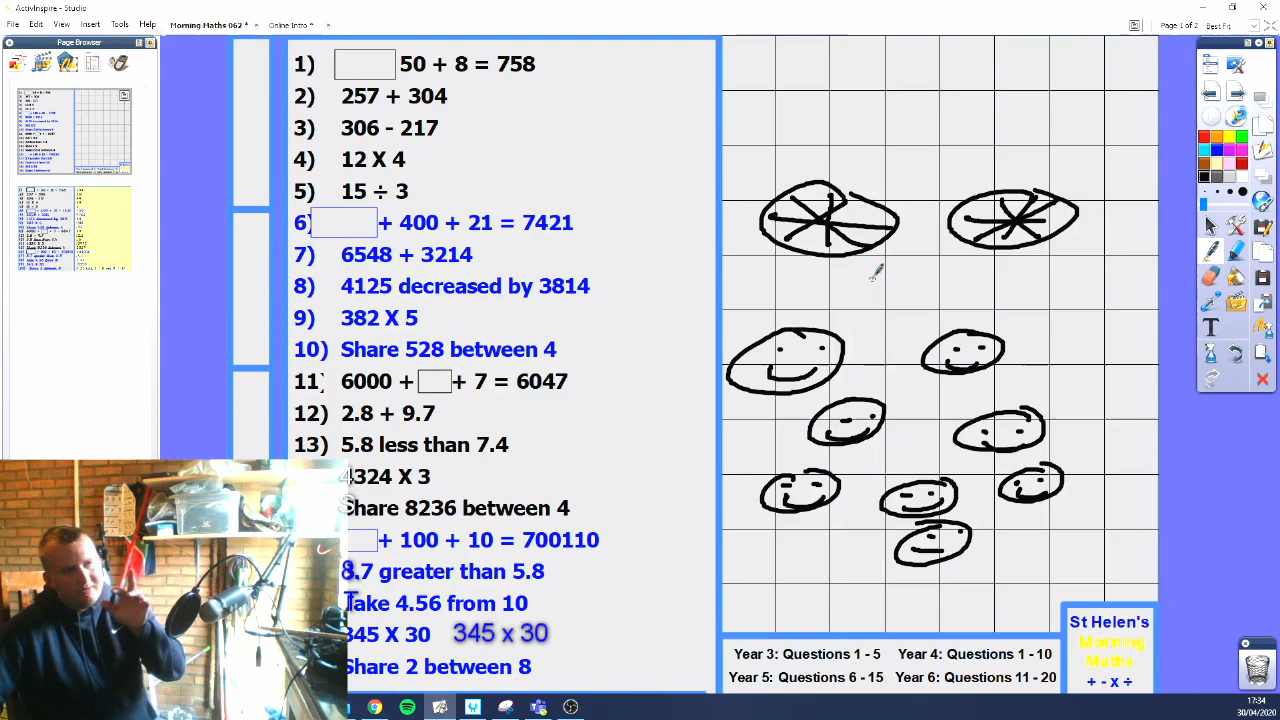 ActivInspire - Studio
File Edit View Insert Tools Help
Morning Maths 062 *
Online Intro *
Page 1 of 2
Best Fit
Page Browser
1) 50 + 8 = 758
2) 257 + 304
3) 306 - 217
4) 12 X 4
5) 15 ÷ 3
6) + 400 + 21 = 7421
7) 6548 + 3214
8) 4125 decreased by 3814
9) 382 X 5
10) Share 528 between 4
11) 6000 + + 7 = 6047
12) 2.8 + 9.7
13) 5.8 less than 7.4
4324 X 3
Share 8236 between 4
+ 100 + 10 = 700110
8.7 greater than 5.8
Take 4.56 from 10
345 X 30 345 x 30
Share 2 between 8
Year 3: Questions 1 - 5 Year 4: Questions 1 - 10
Year 5: Questions 6 - 15 Year 6: Questions 11 - 20
St Helen's
Morning
Maths
+ - x ÷
T
17:34
30/04/2020